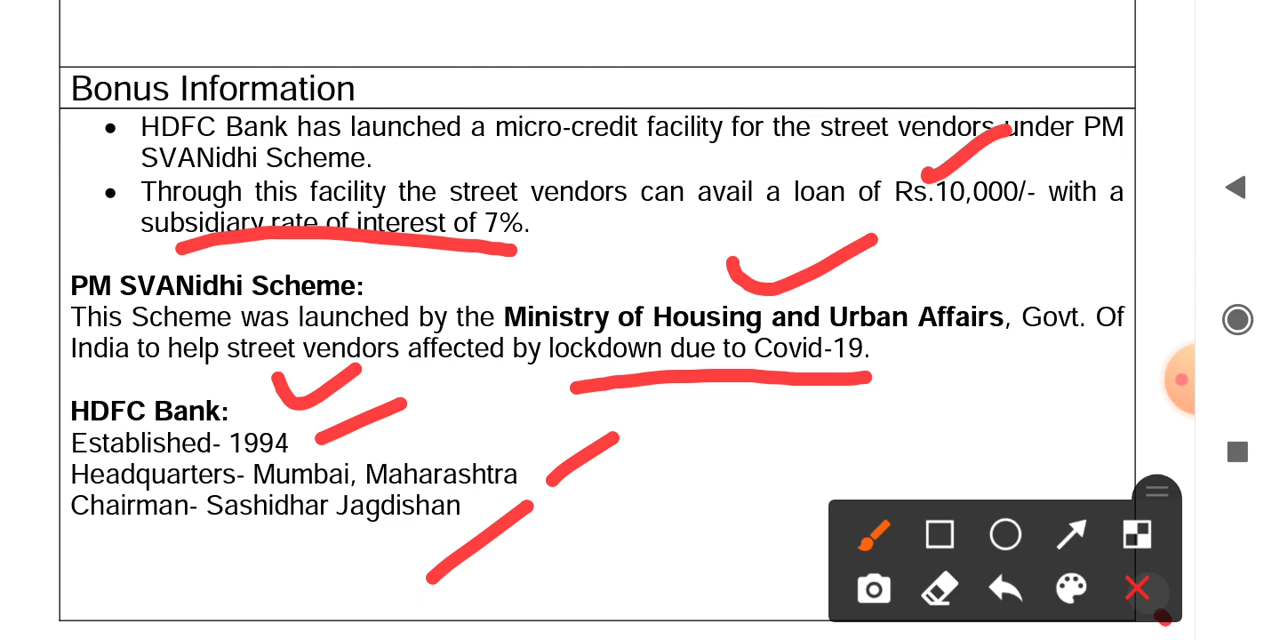 Bonus Information
• HDFC Bank has launched a micro-credit facility for the street vendors under PM
SVANidhi Scheme.
• Through this facility the street vendors can avail a loan of Rs.10,000/- with a
subsidiary rate of interest of 7%.
PM SVANidhi Scheme:
This Scheme was launched by the Ministry of Housing and Urban Affairs, Govt. Of
India to help street vendors affected by lockdown due to Covid-19.
HDFC Bank:
Established- 1994
Headquarters- Mumbai, Maharashtra
Chairman- Sashidhar Jagdishan